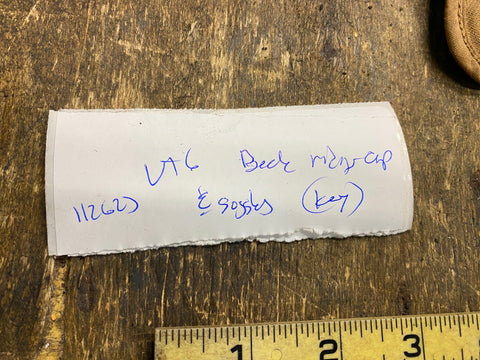 VT6 Beck riding cap
112623 & goggles (key)
1 2 3